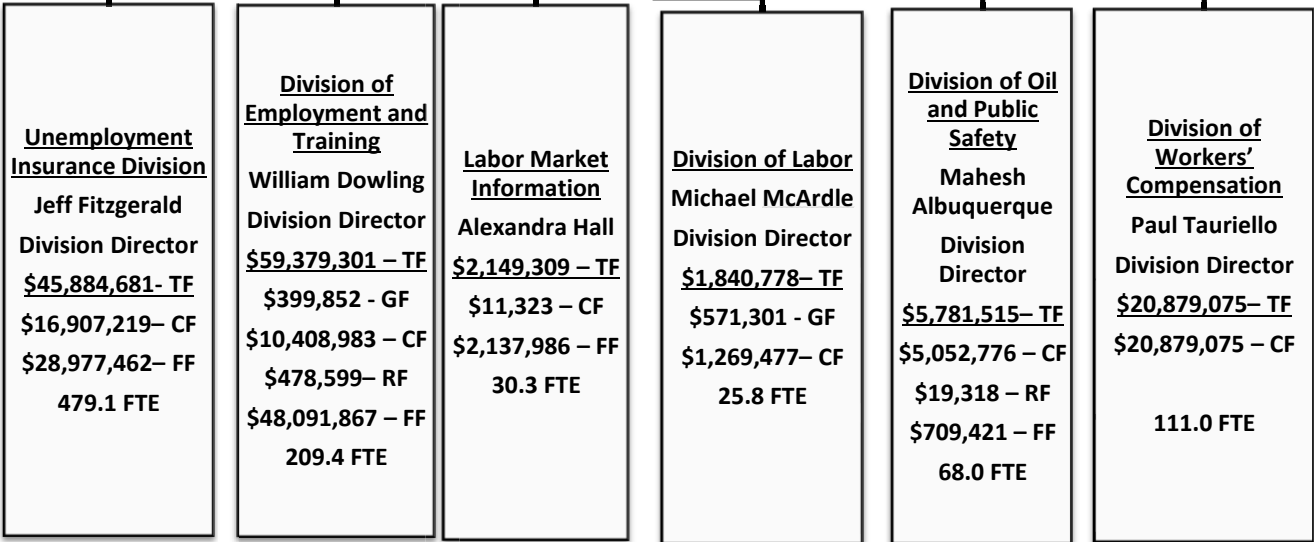 Unemployment
Insurance Division
Jeff Fitzgerald
Division Director
$45,884,681- TF
$16,907,219– CF
$28,977,462– FF
479.1 FTE
Division of
Employment and
Training
William Dowling
Division Director
$59,379,301 – TF
$399,852 - GF
$10,408,983 – CF
$478,599– RF
$48,091,867 – FF
209.4 FTE
Labor Market
Information
Alexandra Hall
$2,149,309 – TF
$11,323 – CF
$2,137,986 – FF
30.3 FTE
Division of Labor
Michael McArdle
Division Director
$1,840,778– TF
$571,301 - GF
$1,269,477– CF
25.8 FTE
Division of Oil
and Public
Safety
Mahesh
Albuquerque
Division
Director
$5,781,515– TF
$5,052,776 – CF
$19,318 – RF
$709,421 – FF
68.0 FTE
Division of
Workers’
Compensation
Paul Tauriello
Division Director
$20,879,075– TF
$20,879,075 – CF
111.0 FTE